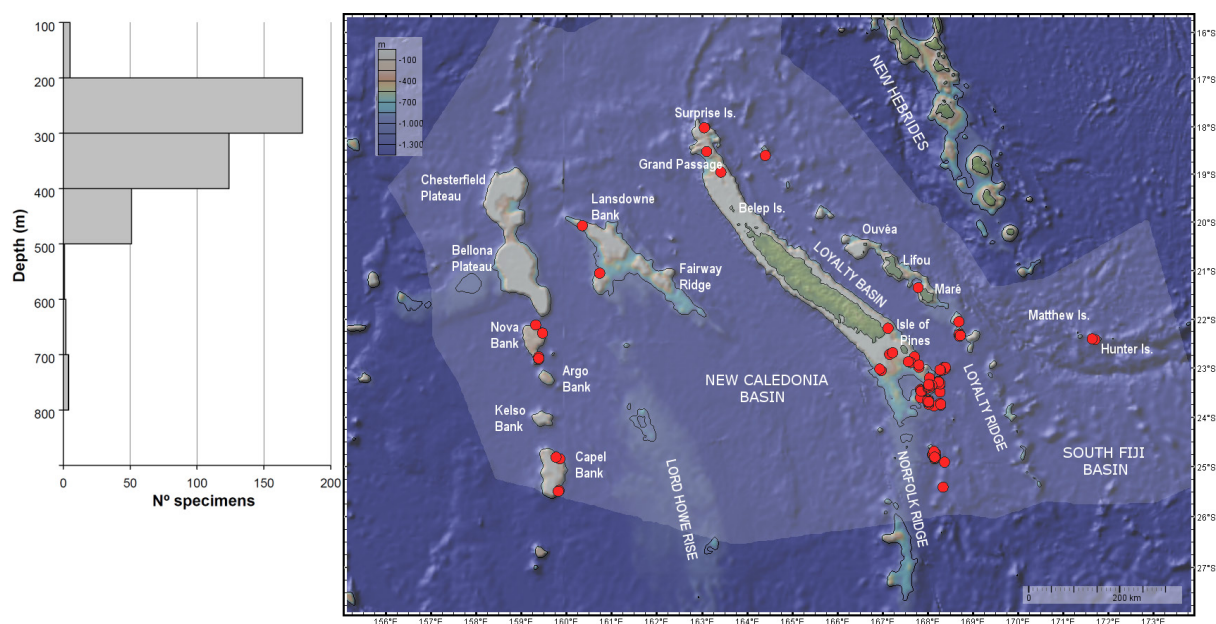 100
200
300
400
500
600
700
800
Depth (m)
0
50
100
150
200
Nº specimens
m
-100
-400
-700
-1.000
-1.300
Surprise Is.
Grand Passage
Chesterfield
Plateau
Lansdowne
Bank
Belep Is.
Bellona
Plateau
Fairway
Ridge
NEW HEBRIDES
Ouvéa
Lifou
Maré
LOYALTY BASIN
Matthew Is.
Hunter Is.
Isle of
Pines
Nova
Bank
Argo
Bank
Kelso
Bank
Capel
Bank
NEW CALEDONIA
BASIN
LOYALTY RIDGE
SOUTH FIJI
BASIN
NORFOLK RIDGE
LORD HOWE RISE
0
200 km
16°S
17°S
18°S
19°S
20°S
21°S
22°S
23°S
24°S
25°S
26°S
27°S
156°E
157°E
158°E
159°E
160°E
161°E
162°E
163°E
164°E
165°E
166°E
167°E
168°E
169°E
170°E
171°E
172°E
173°E